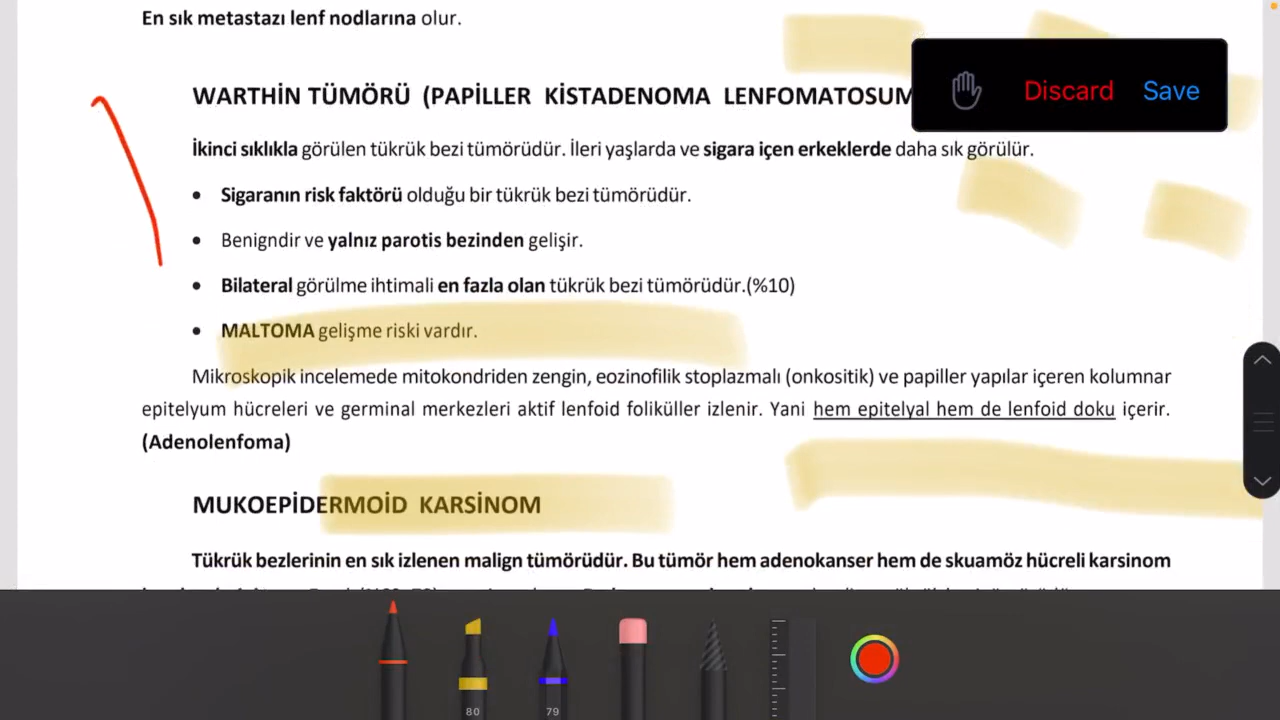 En sık metastazı lenf nodlarına olur.
WARTHİN TÜMÖRÜ (PAPİLLER KİSTADENOMA LENFOMATOSUM
Discard Save
İkinci sıklıkla görülen tükrük bezi tümörüdür. İleri yaşlarda ve sigara içen erkeklerde daha sık görülür.
• Sigaranın risk faktörü olduğu bir tükrük bezi tümörüdür.
• Benigndir ve yalnız parotis bezinden gelişir.
• Bilateral görülme ihtimali en fazla olan tükrük bezi tümörüdür.(%10)
• MALTOMA gelişme riski vardır.
Mikroskopik incelemede mitokondriden zengin, eozinofilik stoplazmalı (onkositik) ve papiller yapılar içeren kolumnar
epitelyum hücreleri ve germinal merkezleri aktif lenfoid foliküller izlenir. Yani hem epitelyal hem de lenfoid doku içerir.
(Adenolenfoma)
MUKOEPİDERMOİD KARSİNOM
Tükrük bezlerinin en sık izlenen malign tümörüdür. Bu tümör hem adenokanser hem de skuamöz hücreli karsinom
80
79